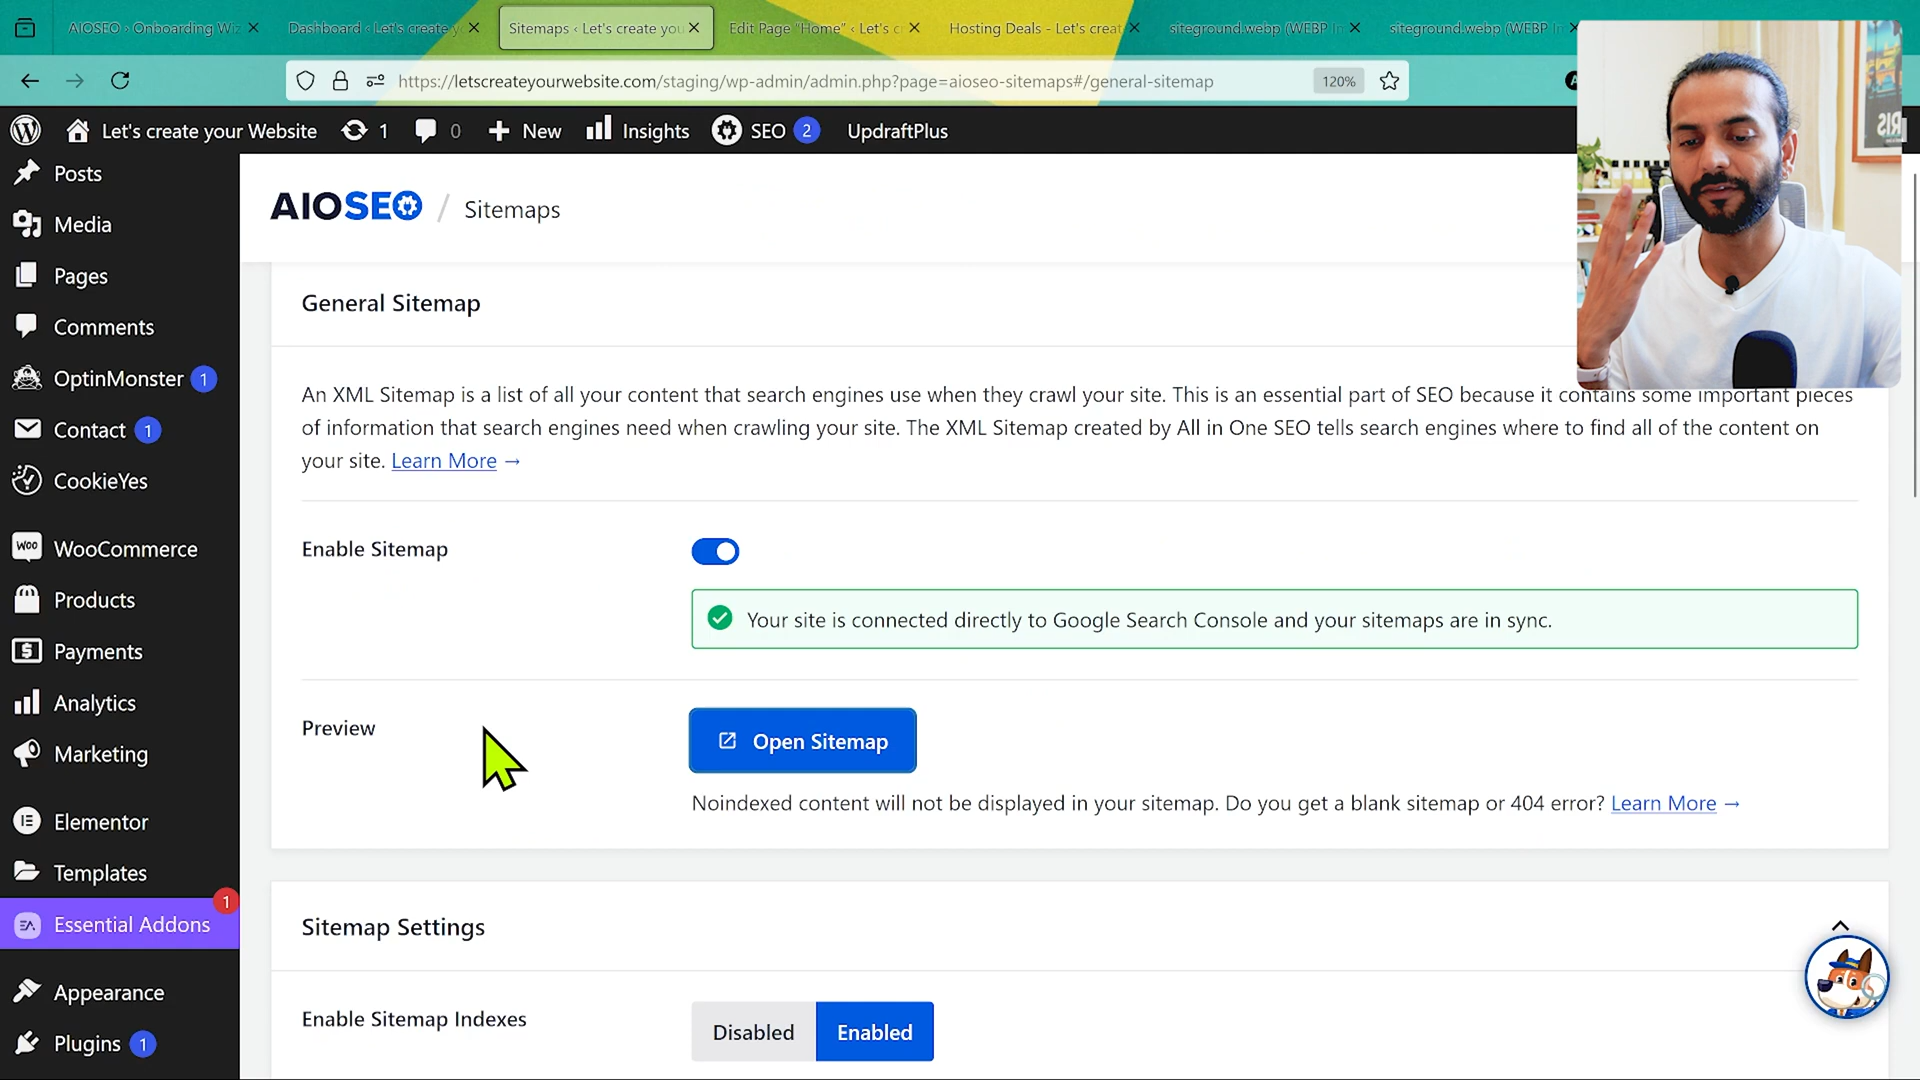 AIOSEO › Onboarding Wiz
Dashboard ‹ Let's create y
Sitemaps ‹ Let's create you
Edit Page "Home" ‹ Let's c
Hosting Deals - Let's creat
siteground.webp (WEBP In
siteground.webp (WEBP I
https://letscreateyourwebsite.com/staging/wp-admin/admin.php?page=aioseo-sitemaps#/general-sitemap
120%
Let's create your Website
1
0
New
Insights
SEO 2
UpdraftPlus
Posts
Media
Pages
Comments
OptinMonster 1
Contact 1
CookieYes
Woo WooCommerce
Products
Payments
Analytics
Marketing
Elementor
Templates
Essential Addons 1
Appearance
Plugins 1
AIOSEO / Sitemaps
General Sitemap
An XML Sitemap is a list of all your content that search engines use when they crawl your site. This is an essential part of SEO because it contains some important pieces
of information that search engines need when crawling your site. The XML Sitemap created by All in One SEO tells search engines where to find all of the content on
your site. Learn More →
Enable Sitemap
Your site is connected directly to Google Search Console and your sitemaps are in sync.
Preview
Open Sitemap
Noindexed content will not be displayed in your sitemap. Do you get a blank sitemap or 404 error? Learn More →
Sitemap Settings
Enable Sitemap Indexes
Disabled
Enabled